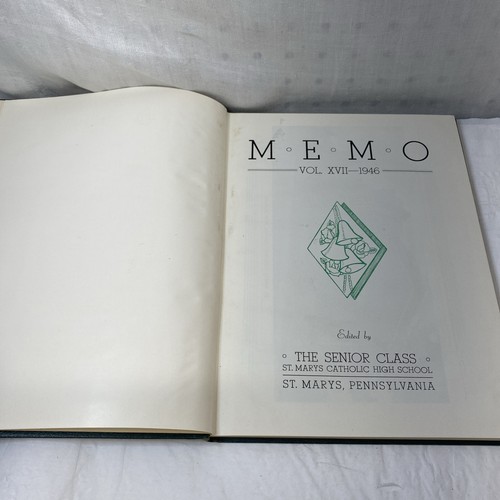 M·E·M·O
VOL. XVII—1946
Edited by
THE SENIOR CLASS
ST. MARYS CATHOLIC HIGH SCHOOL
ST. MARYS, PENNSYLVANIA